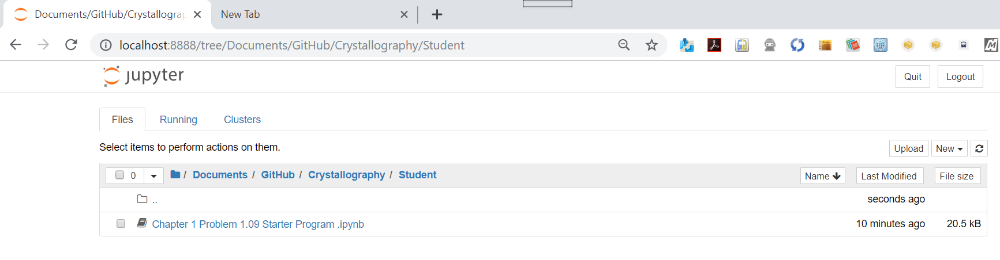 Documents/GitHub/Crystallograp New Tab
localhost:8888/tree/Documents/GitHub/Crystallography/Student
jupyter Quit Logout
Files Running Clusters
Select items to perform actions on them. Upload New
0 / Documents / GitHub / Crystallography / Student Name Last Modified File size
.. seconds ago
Chapter 1 Problem 1.09 Starter Program .ipynb 10 minutes ago 20.5 kB